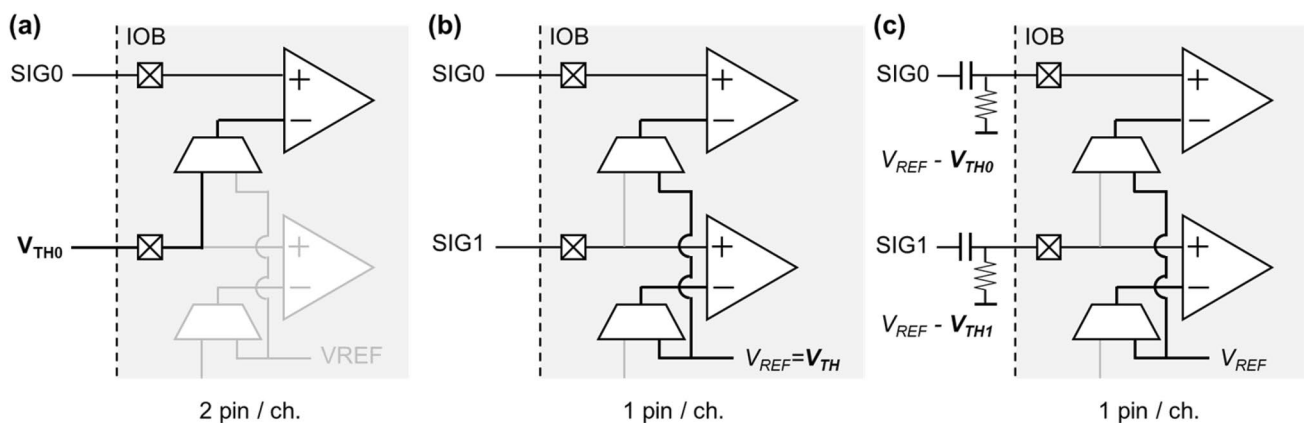 (a)
IOB
SIG0
+
−
V_TH0
+
−
VREF
2 pin / ch.
(b)
IOB
SIG0
+
−
SIG1
+
−
V_REF=V_TH
1 pin / ch.
(c)
IOB
SIG0
+
−
V_REF - V_TH0
SIG1
+
−
V_REF - V_TH1
V_REF
1 pin / ch.